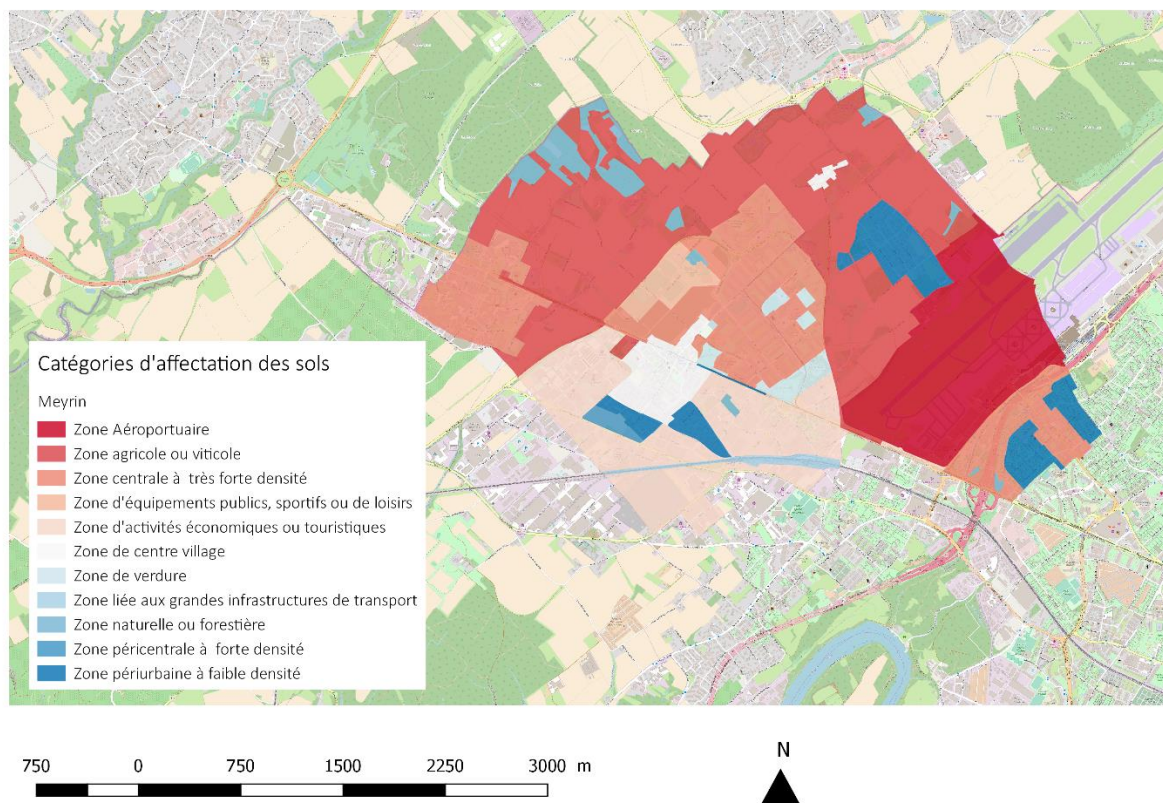 Catégories d'affectation des sols
Meyrin
Zone Aéroportuaire
Zone agricole ou viticole
Zone centrale à  très forte densité
Zone d'équipements publics, sportifs ou de loisirs
Zone d'activités économiques ou touristiques
Zone de centre village
Zone de verdure
Zone liée aux grandes infrastructures de transport
Zone naturelle ou forestière
Zone péricentrale à  forte densité
Zone périurbaine à faible densité
750 0 750 1500 2250 3000 m
N